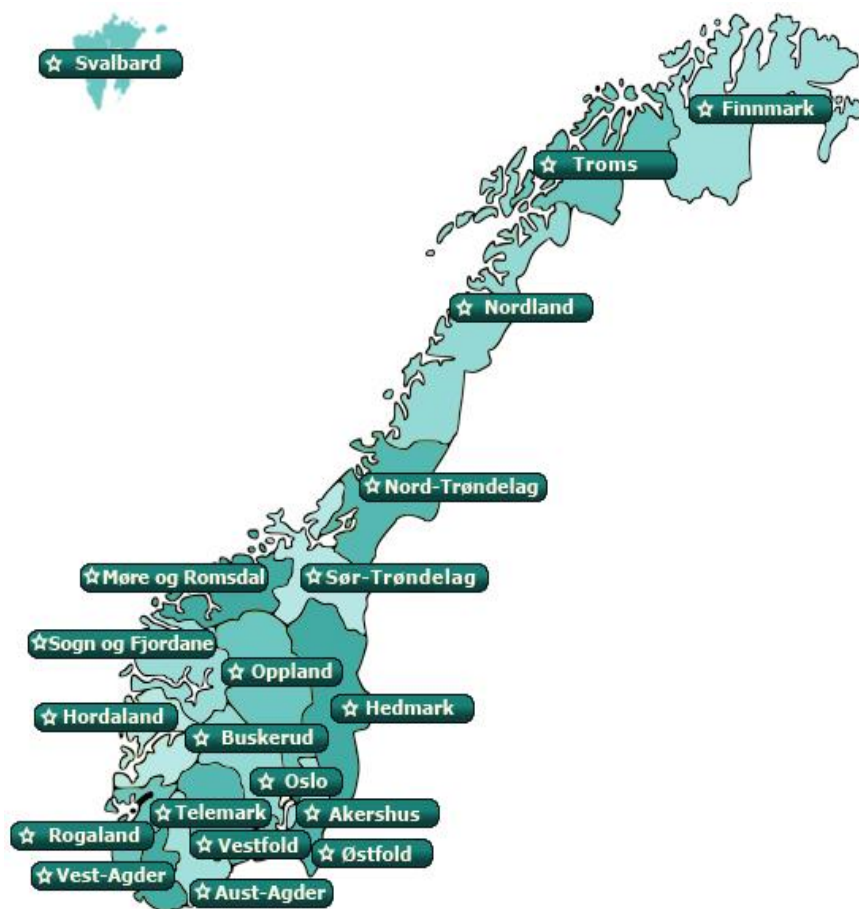 Svalbard
Finnmark
Troms
Nordland
Nord-Trøndelag
Møre og Romsdal
Sør-Trøndelag
Sogn og Fjordane
Oppland
Hordaland
Hedmark
Buskerud
Oslo
Telemark
Akershus
Rogaland
Vestfold
Østfold
Vest-Agder
Aust-Agder